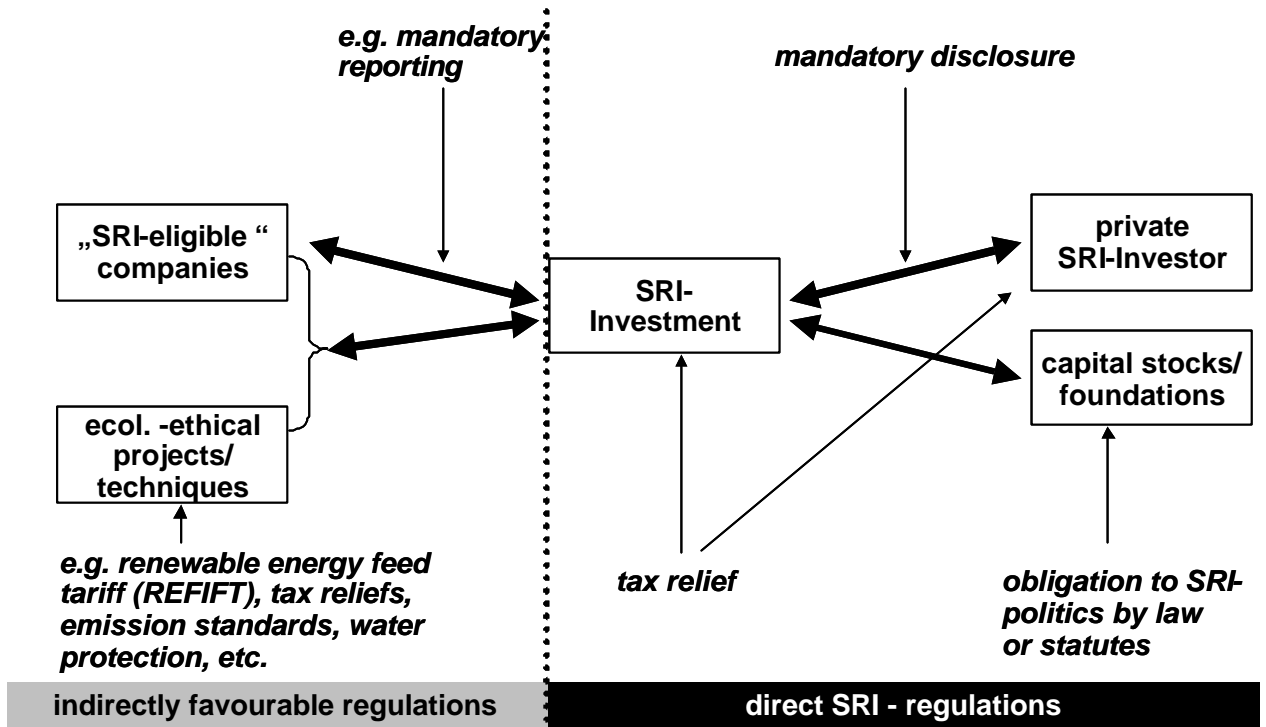 e.g. mandatory
reporting
mandatory disclosure
„SRI-eligible “
companies
private
SRI-Investor
SRI-
Investment
capital stocks/
foundations
ecol. -ethical
projects/
techniques
e.g. renewable energy feed
tariff (REFIFT), tax reliefs,
emission standards, water
protection, etc.
tax relief
obligation to SRI-
politics by law
or statutes
indirectly favourable regulations
direct SRI - regulations